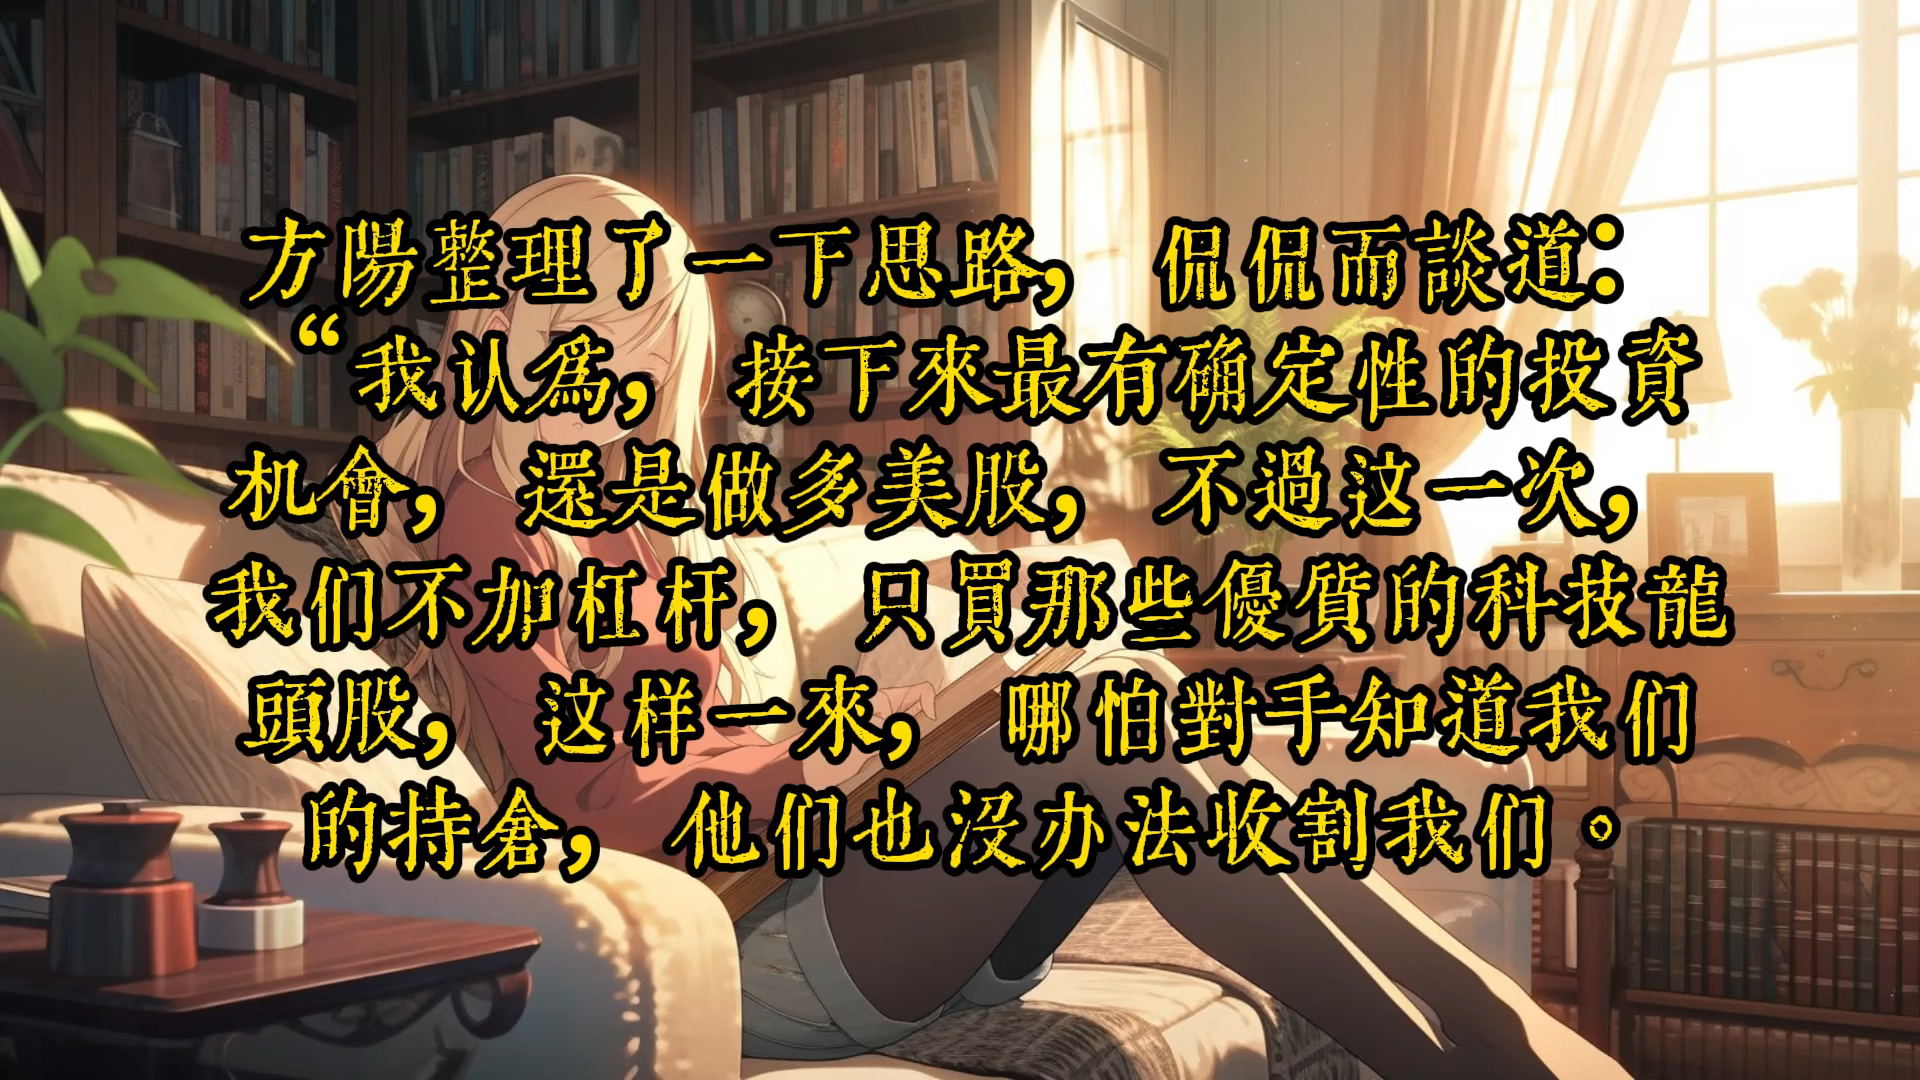 方陽整理了一下思路，侃侃而談道：
“我认爲，接下來最有确定性的投資
机會，還是做多美股，不過这一次，
我们不加杠杆，只買那些優質的科技龍
頭股，这样一來，哪怕對手知道我们
的持倉，他们也沒办法收割我们。